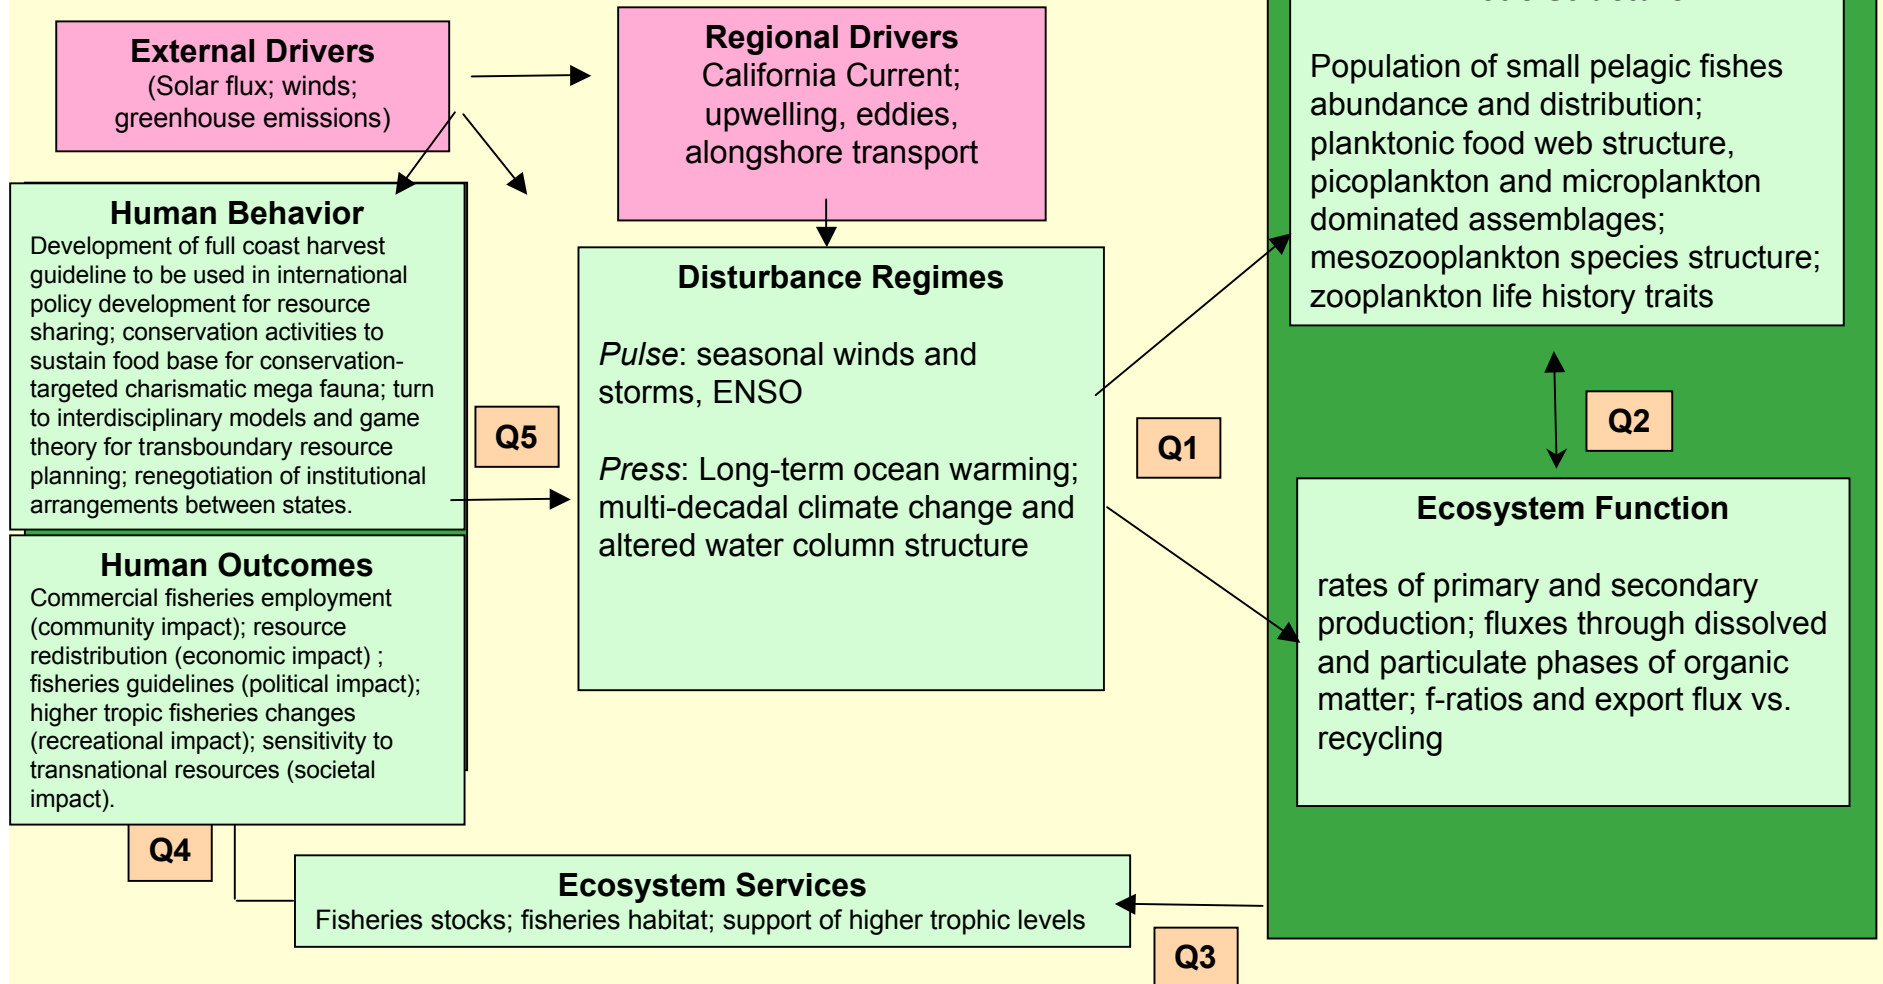 External Drivers
(Solar flux; winds;
greenhouse emissions)
Regional Drivers
California Current;
upwelling, eddies,
alongshore transport
Population of small pelagic fishes
abundance and distribution;
planktonic food web structure,
picoplankton and microplankton
dominated assemblages;
mesozooplankton species structure;
zooplankton life history traits
Human Behavior
Development of full coast harvest
guideline to be used in international
policy development for resource
sharing; conservation activities to
sustain food base for conservation-
targeted charismatic mega fauna; turn
to interdisciplinary models and game
theory for transboundary resource
planning; renegotiation of institutional
arrangements between states.
Q5
Disturbance Regimes
Pulse: seasonal winds and
storms, ENSO
Press: Long-term ocean warming;
multi-decadal climate change and
altered water column structure
Q1
Q2
Ecosystem Function
rates of primary and secondary
production; fluxes through dissolved
and particulate phases of organic
matter; f-ratios and export flux vs.
recycling
Human Outcomes
Commercial fisheries employment
(community impact); resource
redistribution (economic impact) ;
fisheries guidelines (political impact);
higher tropic fisheries changes
(recreational impact); sensitivity to
transnational resources (societal
impact).
Q4
Ecosystem Services
Fisheries stocks; fisheries habitat; support of higher trophic levels
Q3